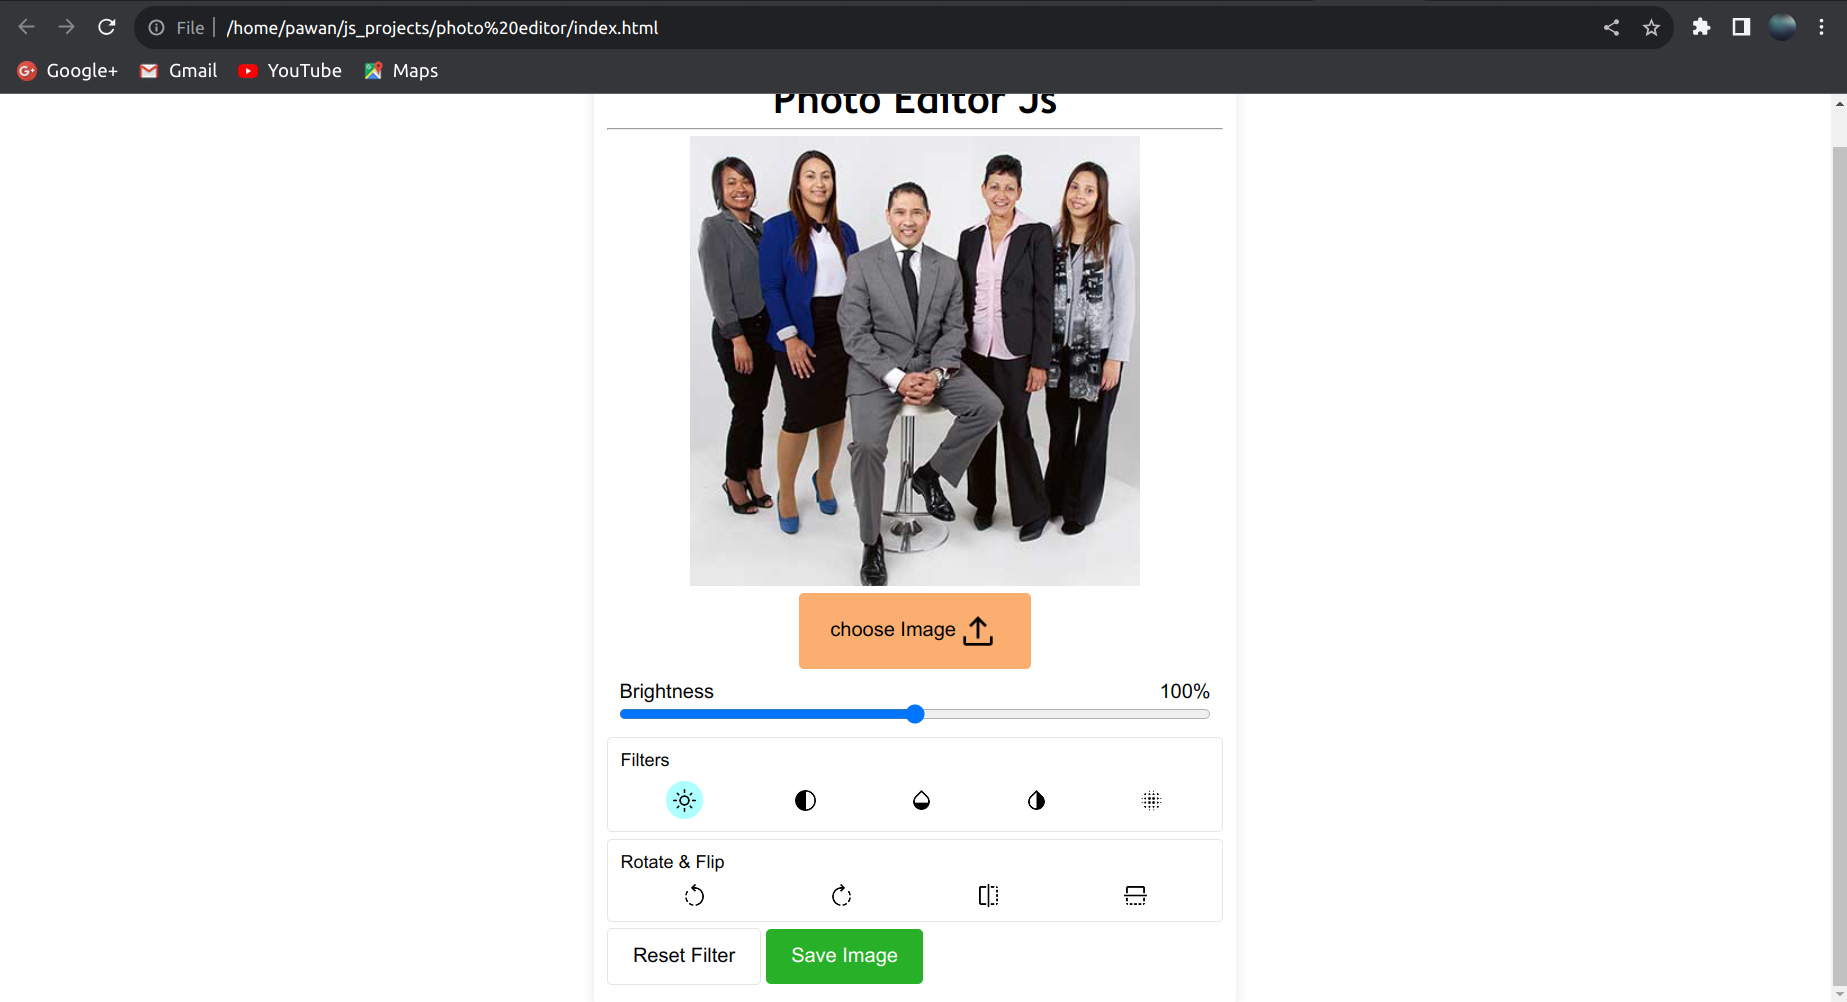 File /home/pawan/js_projects/photo%20editor/index.html
Google+ Gmail YouTube Maps
Photo Editor Js
choose Image
Brightness 100%
Filters
Rotate & Flip
Reset Filter Save Image